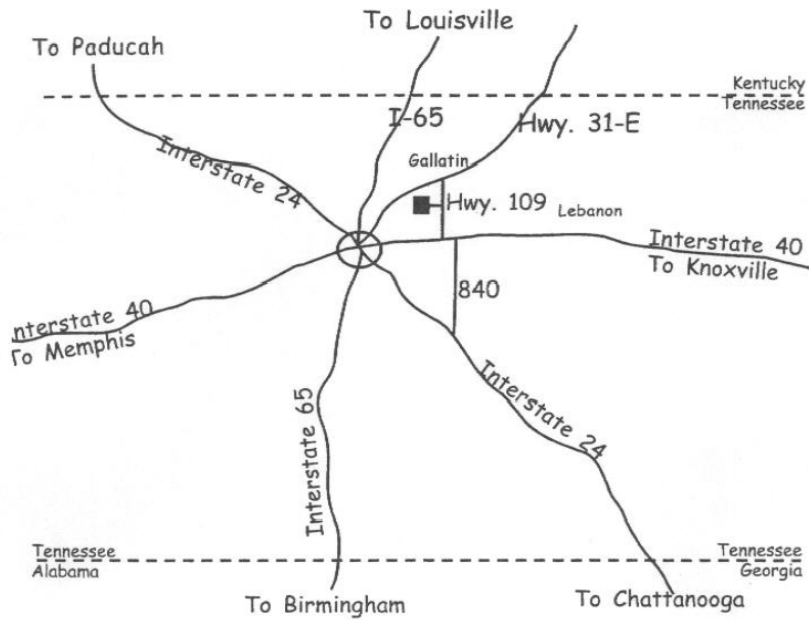 To Louisville
To Paducah
Kentucky
Tennessee
I-65
Hwy. 31-E
Interstate 24
Gallatin
Hwy. 109
Lebanon
Interstate 40
To Knoxville
840
nterstate 40
To Memphis
Interstate 65
Interstate 24
Tennessee
Alabama
Tennessee
Georgia
To Birmingham
To Chattanooga